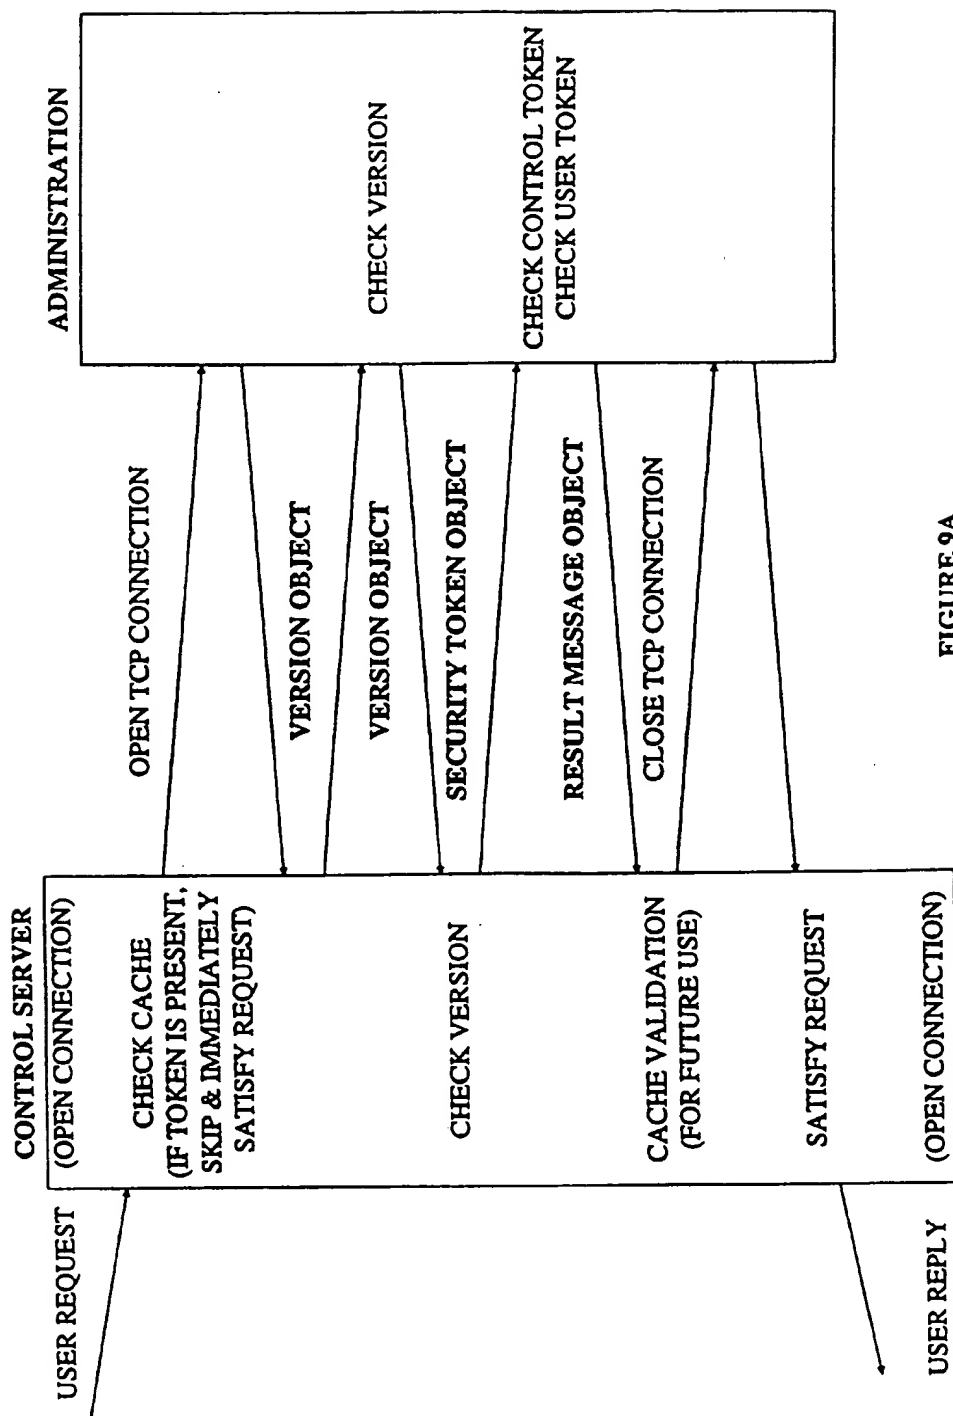 USER REQUEST
CONTROL SERVER
(OPEN CONNECTION)
CHECK CACHE
(IF TOKEN IS PRESENT,
SKIP & IMMEDIATELY
SATISFY REQUEST)
CHECK VERSION
CACHE VALIDATION
(FOR FUTURE USE)
SATISFY REQUEST
(OPEN CONNECTION)
USER REPLY
OPEN TCP CONNECTION
VERSION OBJECT
VERSION OBJECT
SECURITY TOKEN OBJECT
RESULT MESSAGE OBJECT
CLOSE TCP CONNECTION
ADMINISTRATION
CHECK VERSION
CHECK CONTROL TOKEN
CHECK USER TOKEN
FIGURE 9A